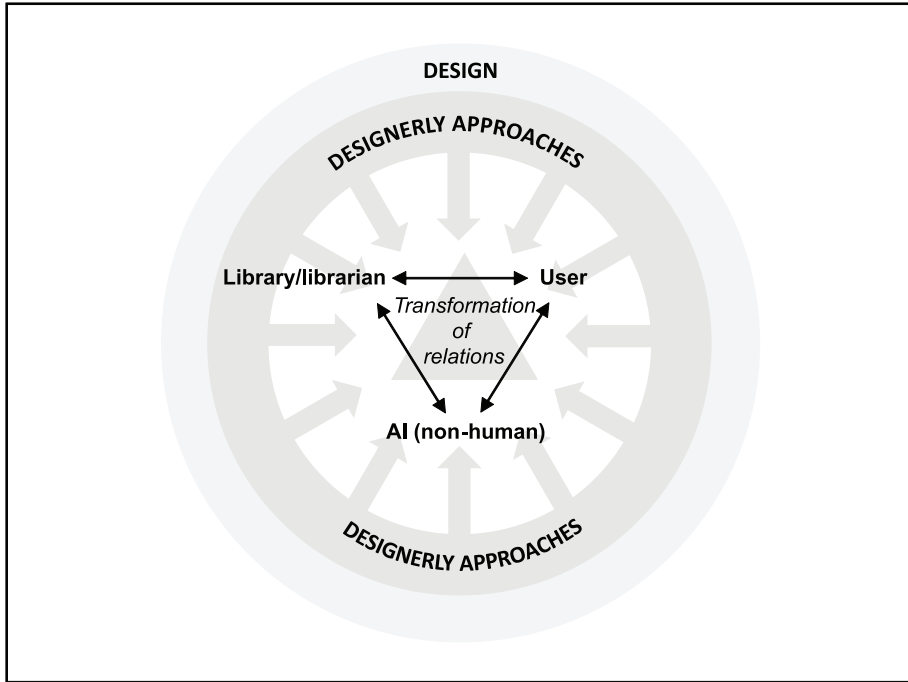 DESIGN
DESIGNERLY APPROACHES
Library/librarian
User
Transformation
of
relations
AI (non-human)
DESIGNERLY APPROACHES